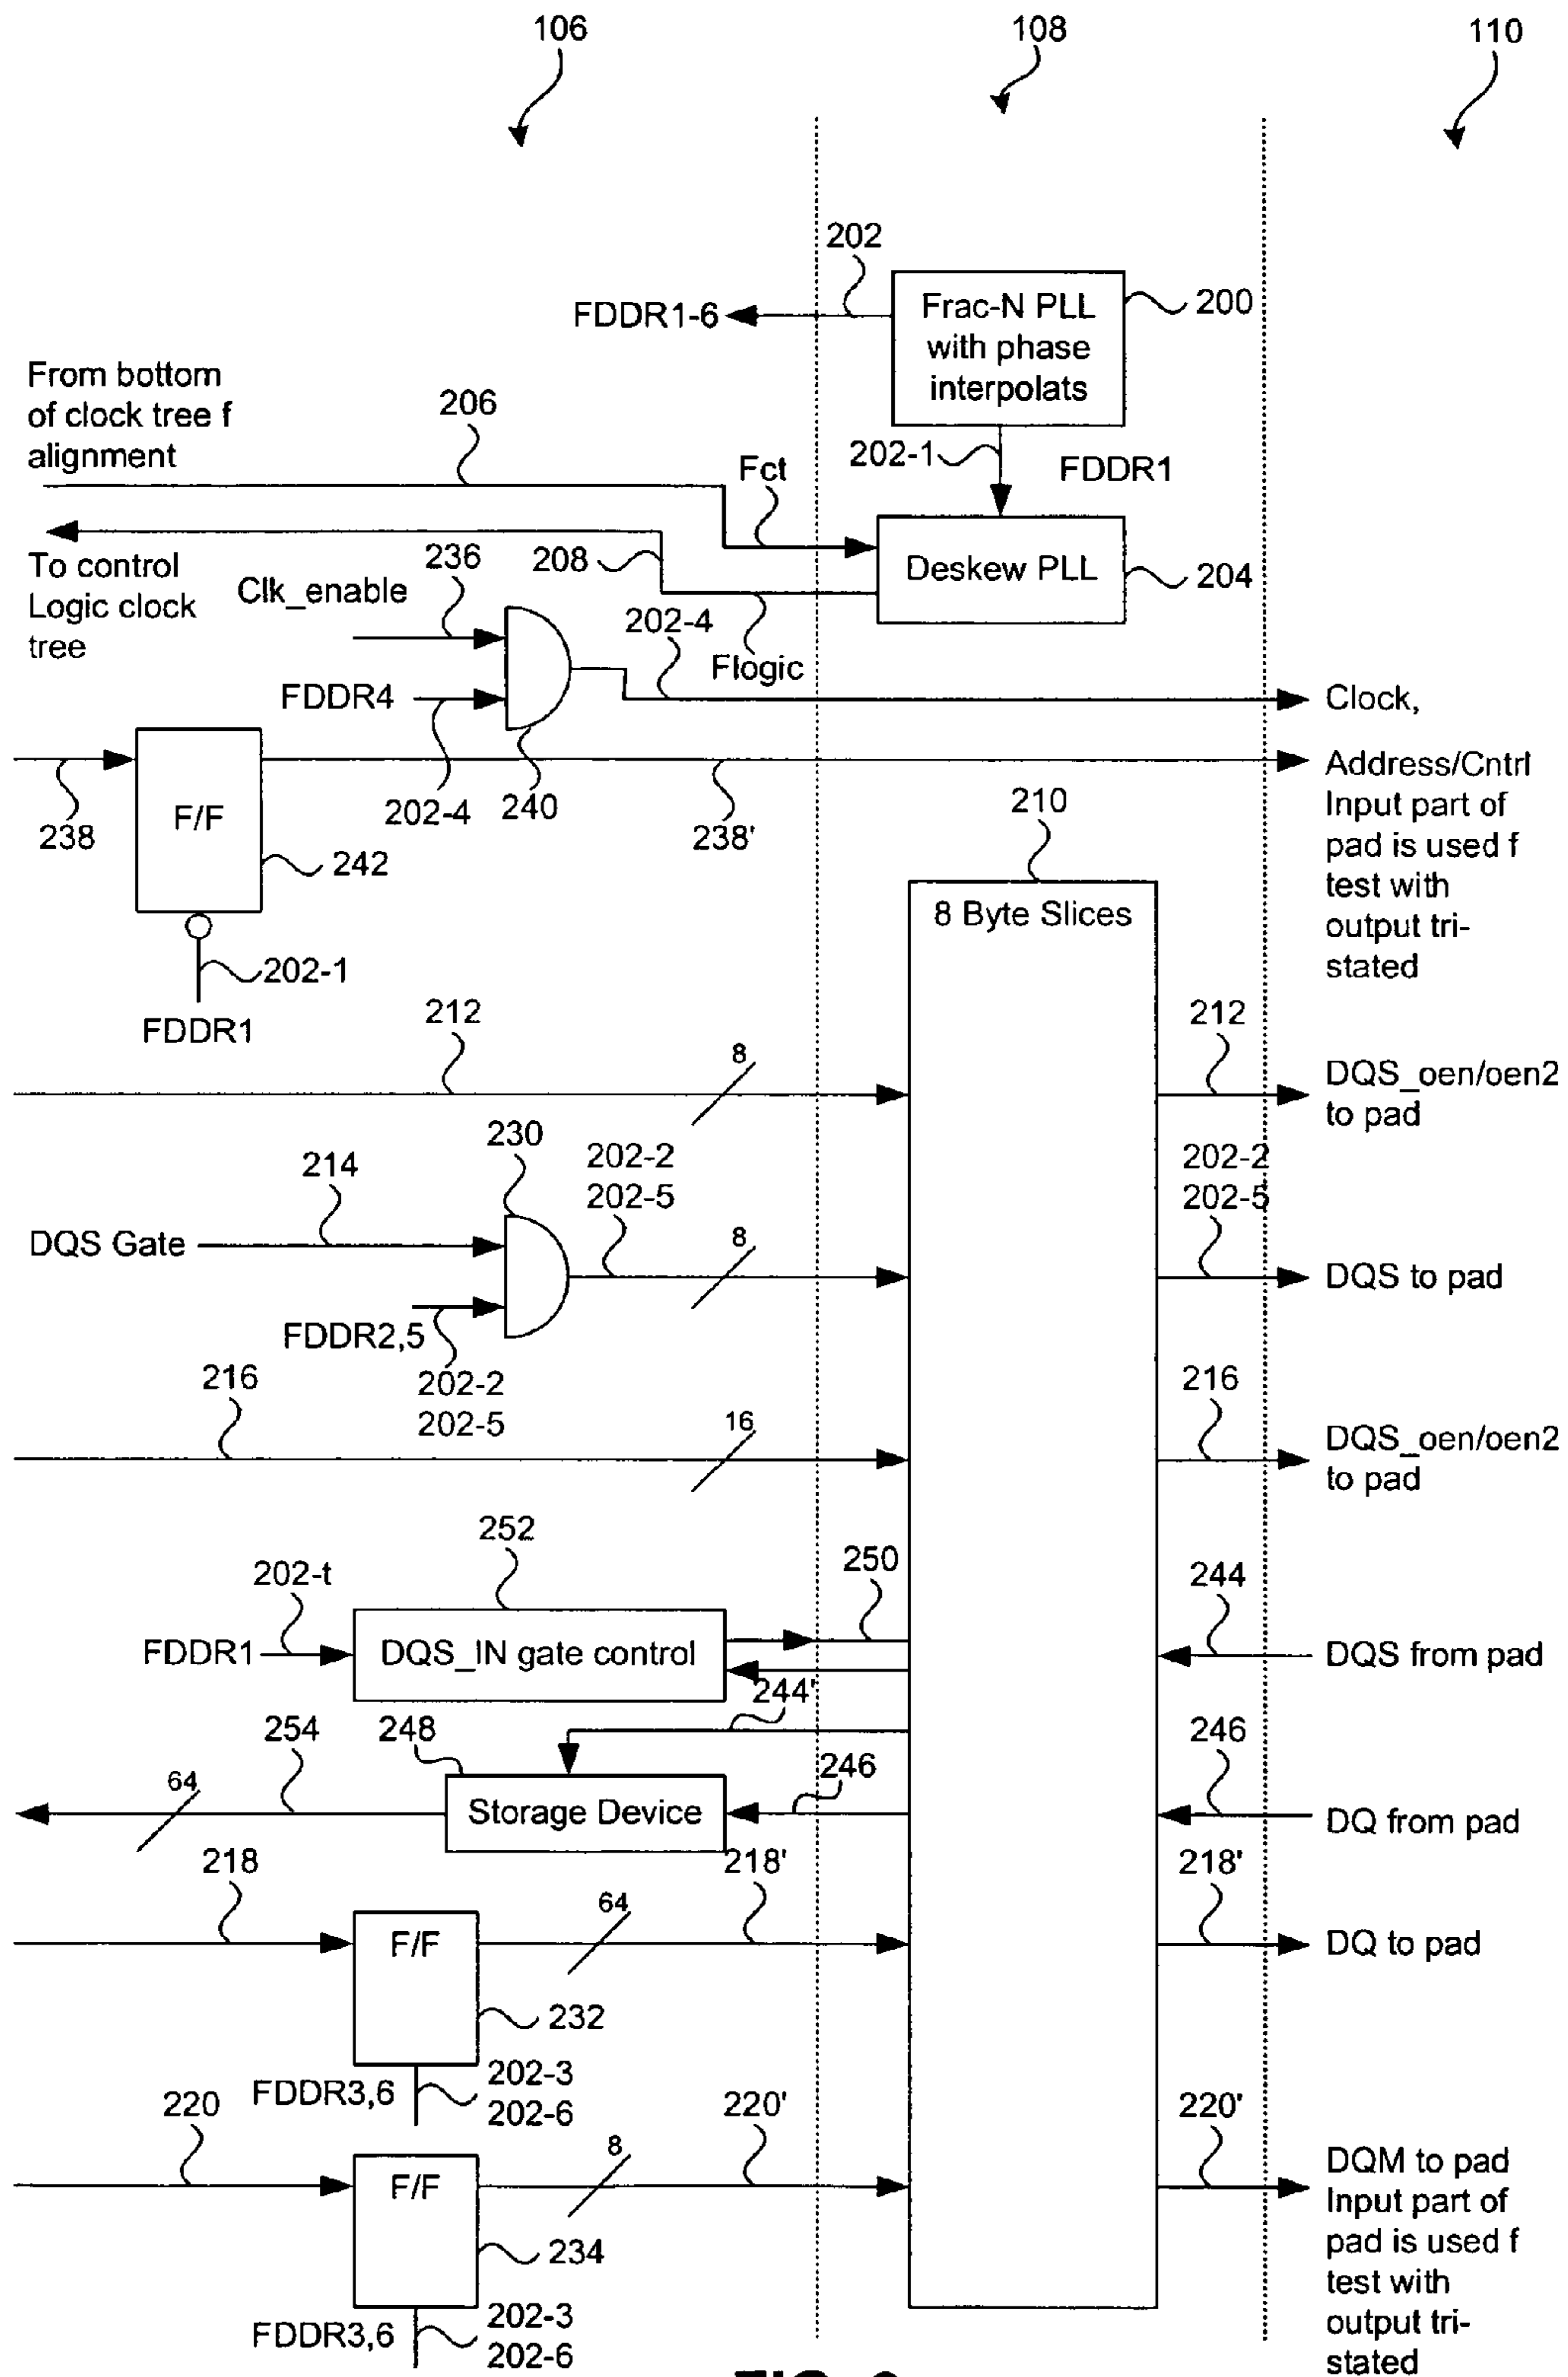 106
108
110
202
FDDR1-6
Frac-N PLL
with phase
interpolats
200
From bottom
of clock tree f
alignment
206
202-1
FDDR1
Fct
To control
Logic clock
tree
208
Deskew PLL
204
236
Clk_enable
202-4
Flogic
FDDR4
Clock,
238
F/F
242
202-4
240
238'
Address/Cntrl
Input part of
pad is used f
test with
output tri-
stated
210
8 Byte Slices
202-1
FDDR1
212
8
212
DQS_oen/oen2
to pad
230
214
202-2
202-5
202-2
202-5
DQS Gate
8
DQS to pad
FDDR2,5
202-2
202-5
216
16
216
DQS_oen/oen2
to pad
252
202-t
250
244
FDDR1
DQS_IN gate control
DQS from pad
244'
254
248
246
246
64
Storage Device
DQ from pad
218
218'
218'
64
F/F
DQ to pad
232
FDDR3,6
202-3
202-6
220
220'
220'
8
F/F
DQM to pad
Input part of
pad is used f
test with
output tri-
stated
234
FDDR3,6
202-3
202-6